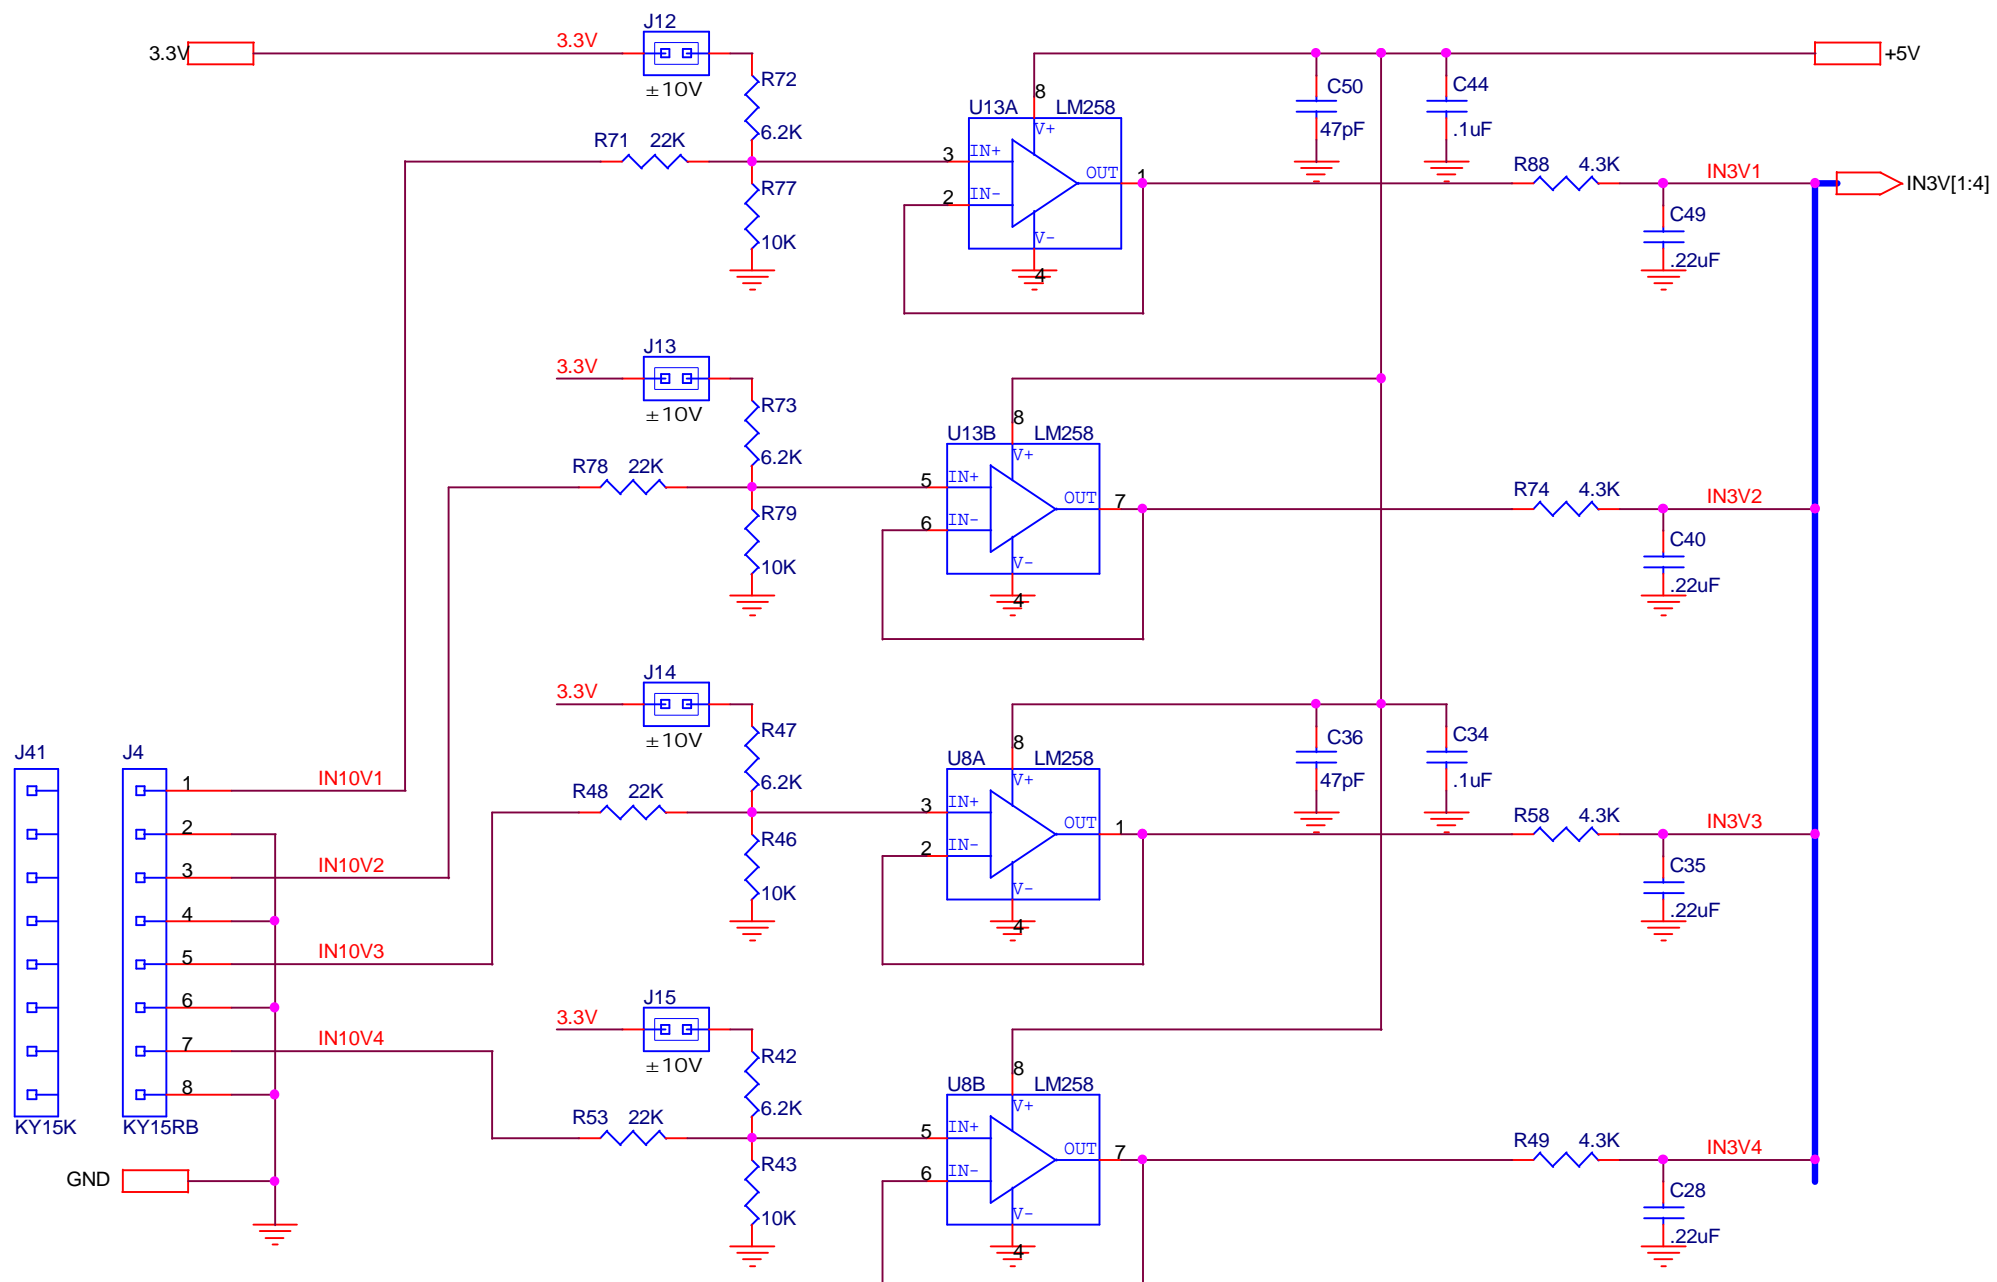 J12
3.3V
3.3V
±10V
R72
6.2K
R71 22K
R77
10K
U13A LM258
8
V+
3
IN+
2
IN-
OUT
1
V-
4
C50
47pF
C44
.1uF
+5V
R88 4.3K
IN3V1
IN3V[1:4]
C49
.22uF
J13
3.3V
±10V
R73
6.2K
R78 22K
R79
10K
U13B LM258
8
V+
5
IN+
6
IN-
OUT
7
V-
4
R74 4.3K
IN3V2
C40
.22uF
J14
3.3V
±10V
R47
6.2K
R48 22K
R46
10K
U8A LM258
8
V+
3
IN+
2
IN-
OUT
1
V-
4
C36
47pF
C34
.1uF
R58 4.3K
IN3V3
C35
.22uF
J41
KY15K
J4
1
IN10V1
2
3
IN10V2
4
5
IN10V3
6
7
IN10V4
8
KY15RB
GND
J15
3.3V
±10V
R42
6.2K
R53 22K
R43
10K
U8B LM258
8
V+
5
IN+
6
IN-
OUT
7
V-
4
R49 4.3K
IN3V4
C28
.22uF